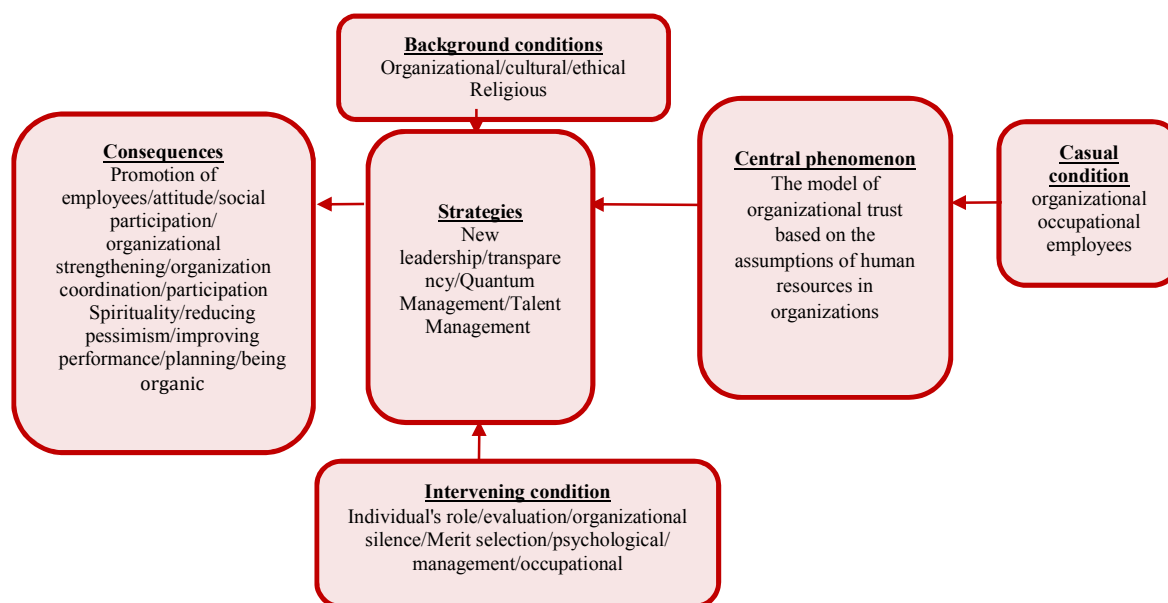 Background conditions
Organizational/cultural/ethical
Religious
Consequences
Promotion of
employees/attitude/social
participation/
organizational
strengthening/organization
coordination/participation
Spirituality/reducing
pessimism/improving
performance/planning/being
organic
Strategies
New
leadership/transpare
ncy/Quantum
Management/Talent
Management
Central phenomenon
The model of
organizational trust
based on the
assumptions of human
resources in
organizations
Casual
condition
organizational
occupational
employees
Intervening condition
Individual's role/evaluation/organizational
silence/Merit selection/psychological/
management/occupational